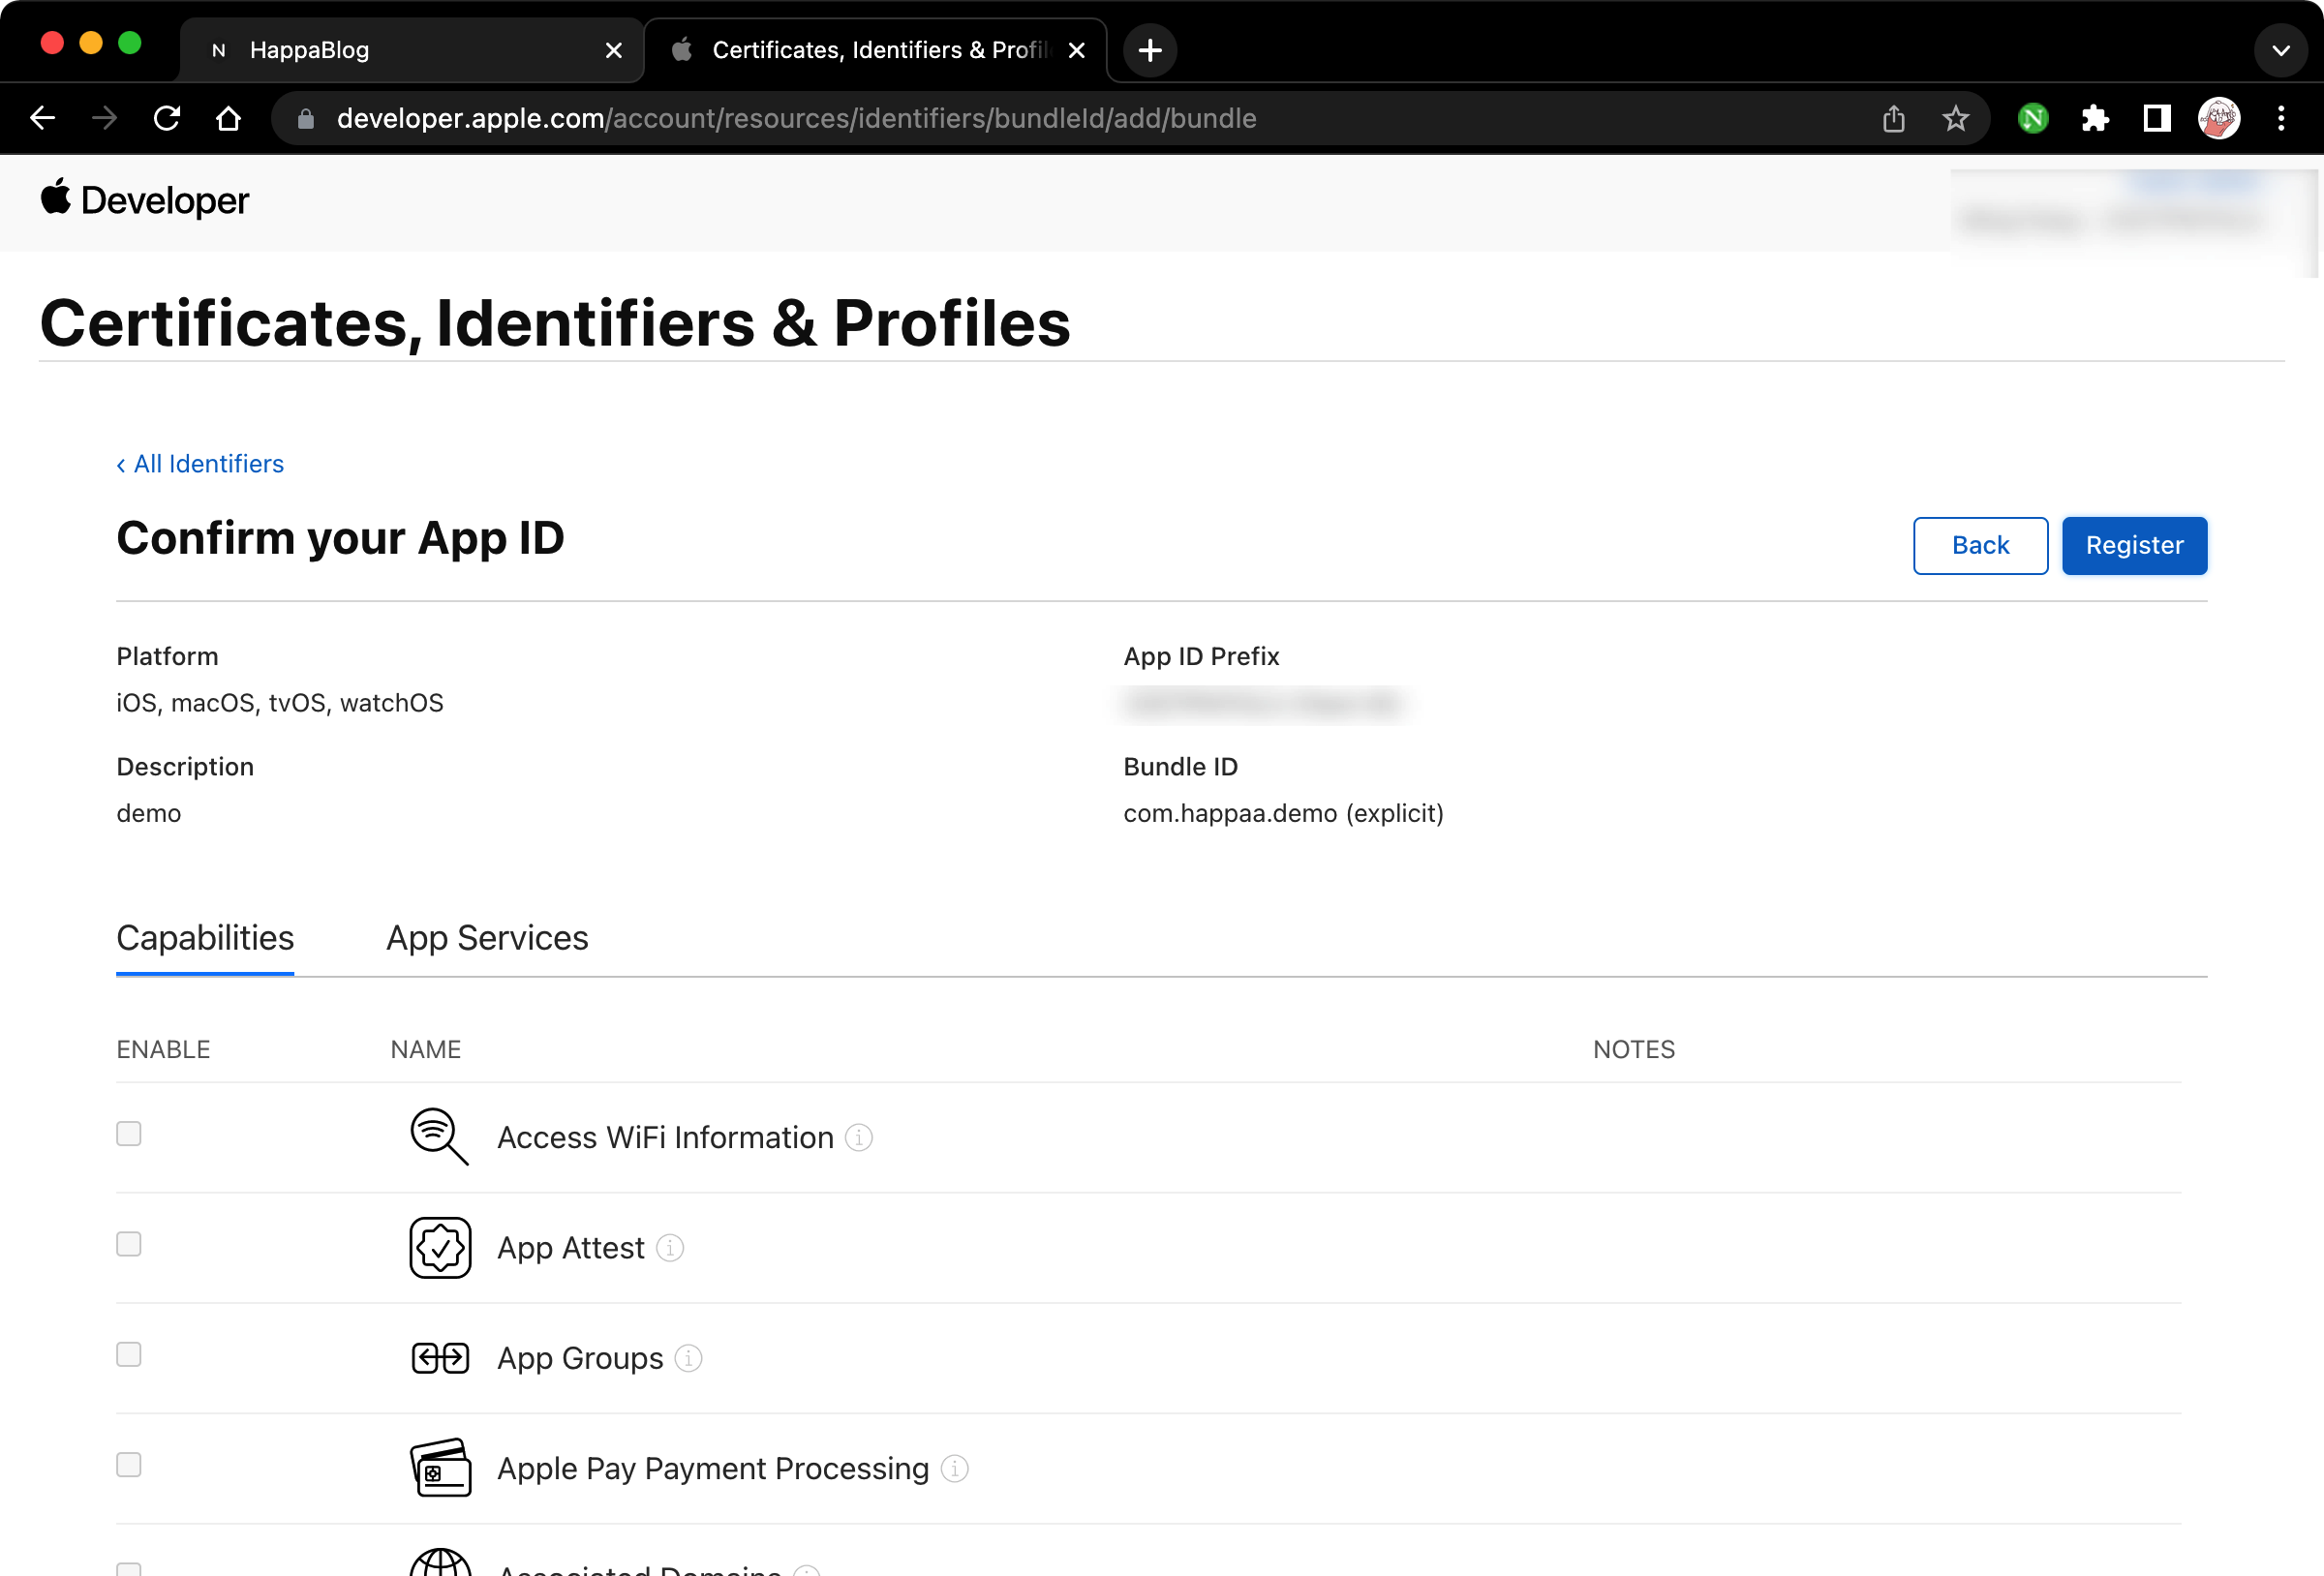 N HappaBlog
Certificates, Identifiers & Profil
developer.apple.com/account/resources/identifiers/bundleId/add/bundle
N
Developer
Certificates, Identifiers & Profiles
‹ All Identifiers
Confirm your App ID
Back
Register
Platform
App ID Prefix
iOS, macOS, tvOS, watchOS
Description
Bundle ID
demo
com.happaa.demo (explicit)
Capabilities
App Services
ENABLE
NAME
NOTES
Access WiFi Information
App Attest
App Groups
Apple Pay Payment Processing
Associated Domains